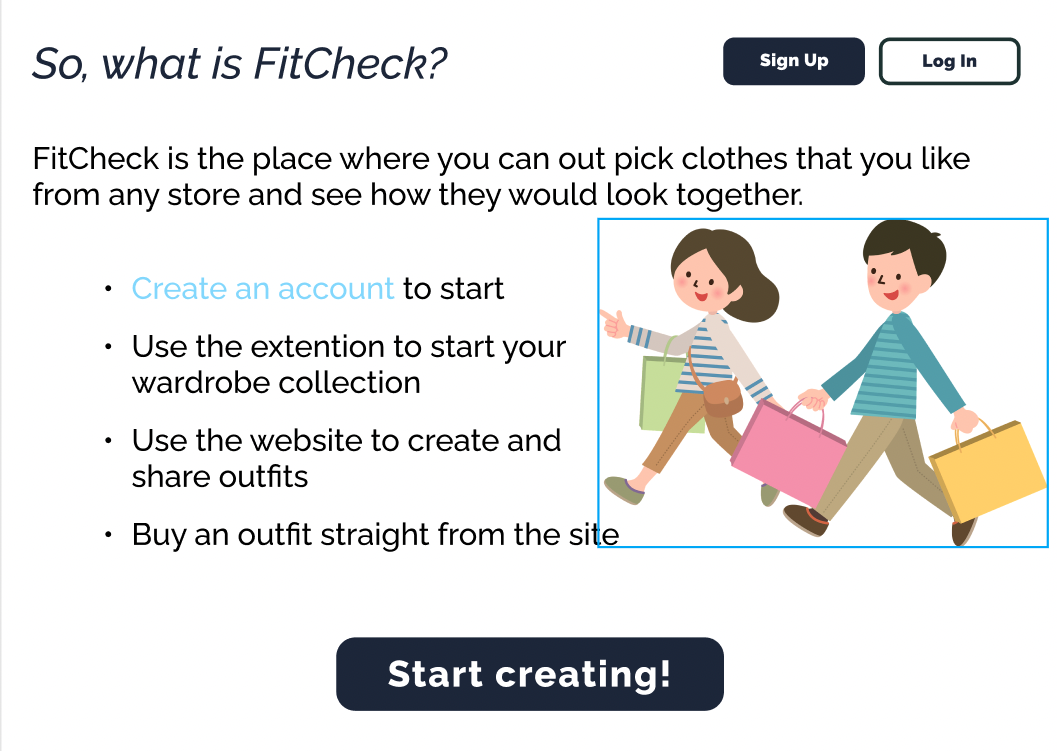 So, what is FitCheck?
Sign Up
Log In
FitCheck is the place where you can out pick clothes that you like
from any store and see how they would look together.
• Create an account to start
• Use the extention to start your
wardrobe collection
• Use the website to create and
share outfits
• Buy an outfit straight from the site
Start creating!